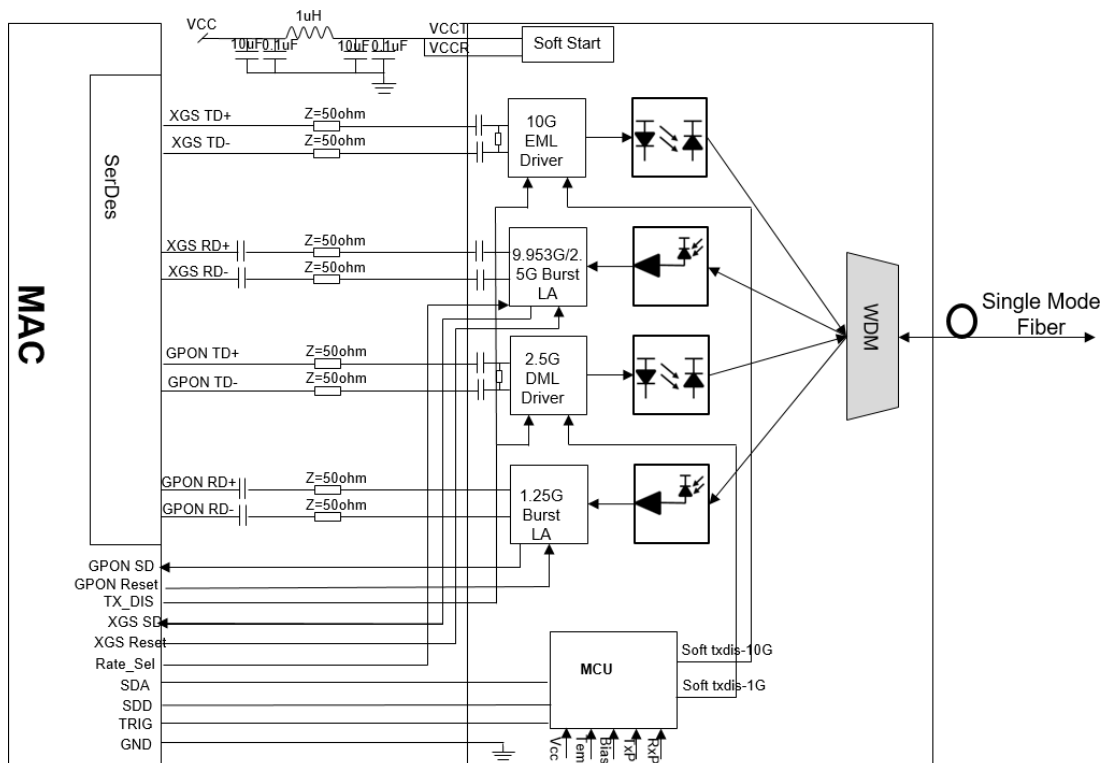 VCC
1uH
10uF
0.1uF
10uF
0.1uF
VCCT
VCCR
Soft Start
MAC
SerDes
XGS TD+
Z=50ohm
XGS TD-
Z=50ohm
10G
EML
Driver
XGS RD+
Z=50ohm
XGS RD-
Z=50ohm
9.953G/2.
5G Burst
LA
GPON TD+
Z=50ohm
GPON TD-
Z=50ohm
2.5G
DML
Driver
GPON RD+
Z=50ohm
GPON RD-
Z=50ohm
1.25G
Burst
LA
WDM
Single Mode
Fiber
GPON SD
GPON Reset
TX_DIS
XGS SD
XGS Reset
Rate_Sel
SDA
SDD
TRIG
GND
MCU
Soft txdis-10G
Soft txdis-1G
Vcc
Tem
Bias
TxP
RxP